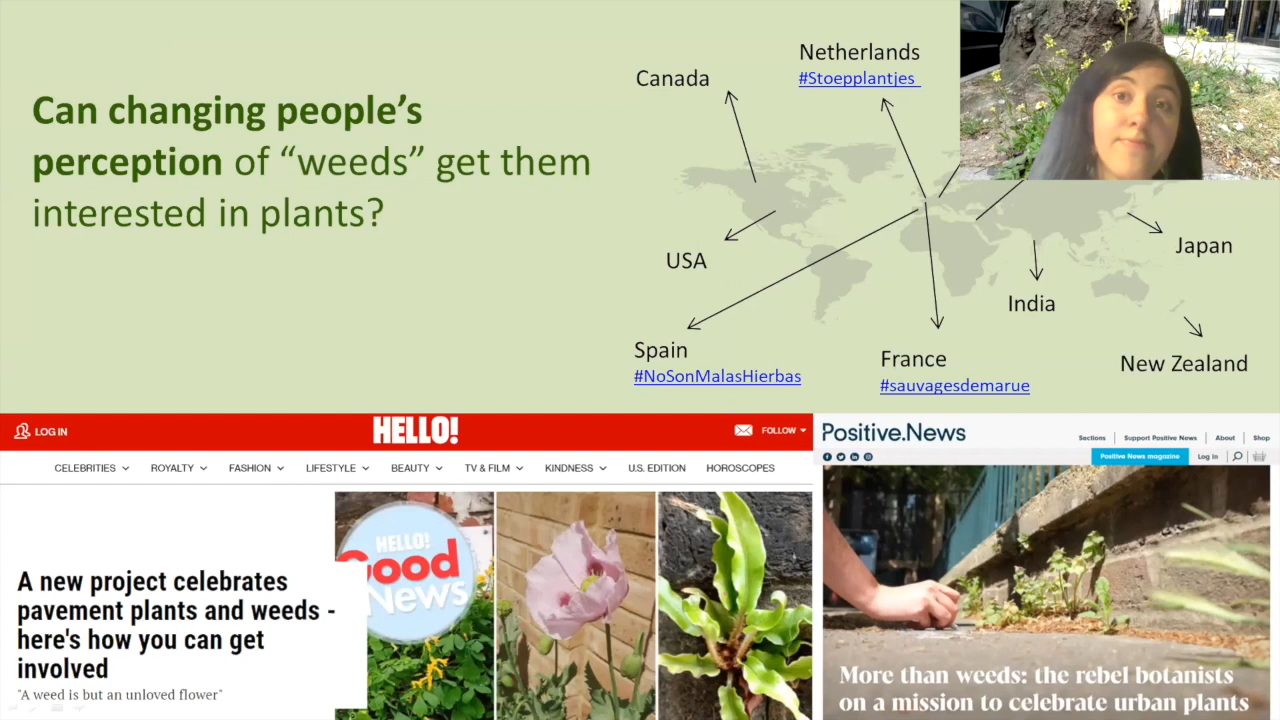 Can changing people's
perception of “weeds” get them
interested in plants?
Netherlands
#Stoepplantjes
Canada
USA
Japan
India
Spain
#NoSonMalasHierbas
France
#sauvagesdemarue
New Zealand
LOG IN
HELLO!
FOLLOW
CELEBRITIES
ROYALTY
FASHION
LIFESTYLE
BEAUTY
TV & FILM
KINDNESS
U.S. EDITION
HOROSCOPES
HELLO!
Good
News
A new project celebrates
pavement plants and weeds -
here's how you can get
involved
"A weed is but an unloved flower"
Positive.News
Sections
Support Positive News
About
Shop
Positive News magazine
Log in
More than weeds: the rebel botanists
on a mission to celebrate urban plants